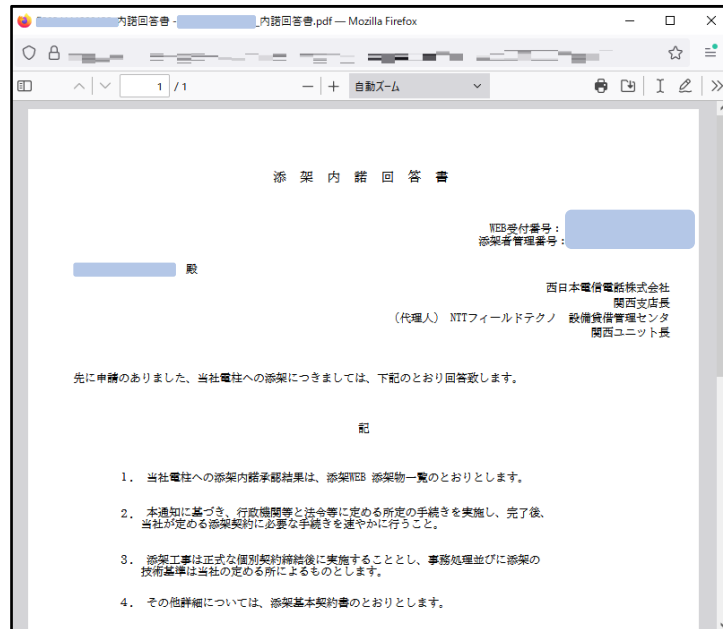 内諾回答書 - _内諾回答書.pdf — Mozilla Firefox
1 / 1
自動ズーム
添 架 内 諾 回 答 書
WEB受付番号：
添架者管理番号：
殿
西日本電信電話株式会社
関西支店長
（代理人） NTTフィールドテクノ 設備賃借管理センタ
関西ユニット長
先に申請のありました、当社電柱への添架につきましては、下記のとおり回答致します。
記
1． 当社電柱への添架内諾承認結果は、添架WEB 添架物一覧のとおりとします。
2． 本通知に基づき、行政機関等と法令等に定める所定の手続きを実施し、完了後、
当社が定める添架契約に必要な手続きを速やかに行うこと。
3． 添架工事は正式な個別契約締結後に実施することとし、事務処理並びに添架の
技術基準は当社の定める所によるものとします。
4． その他詳細については、添架基本契約書のとおりとします。